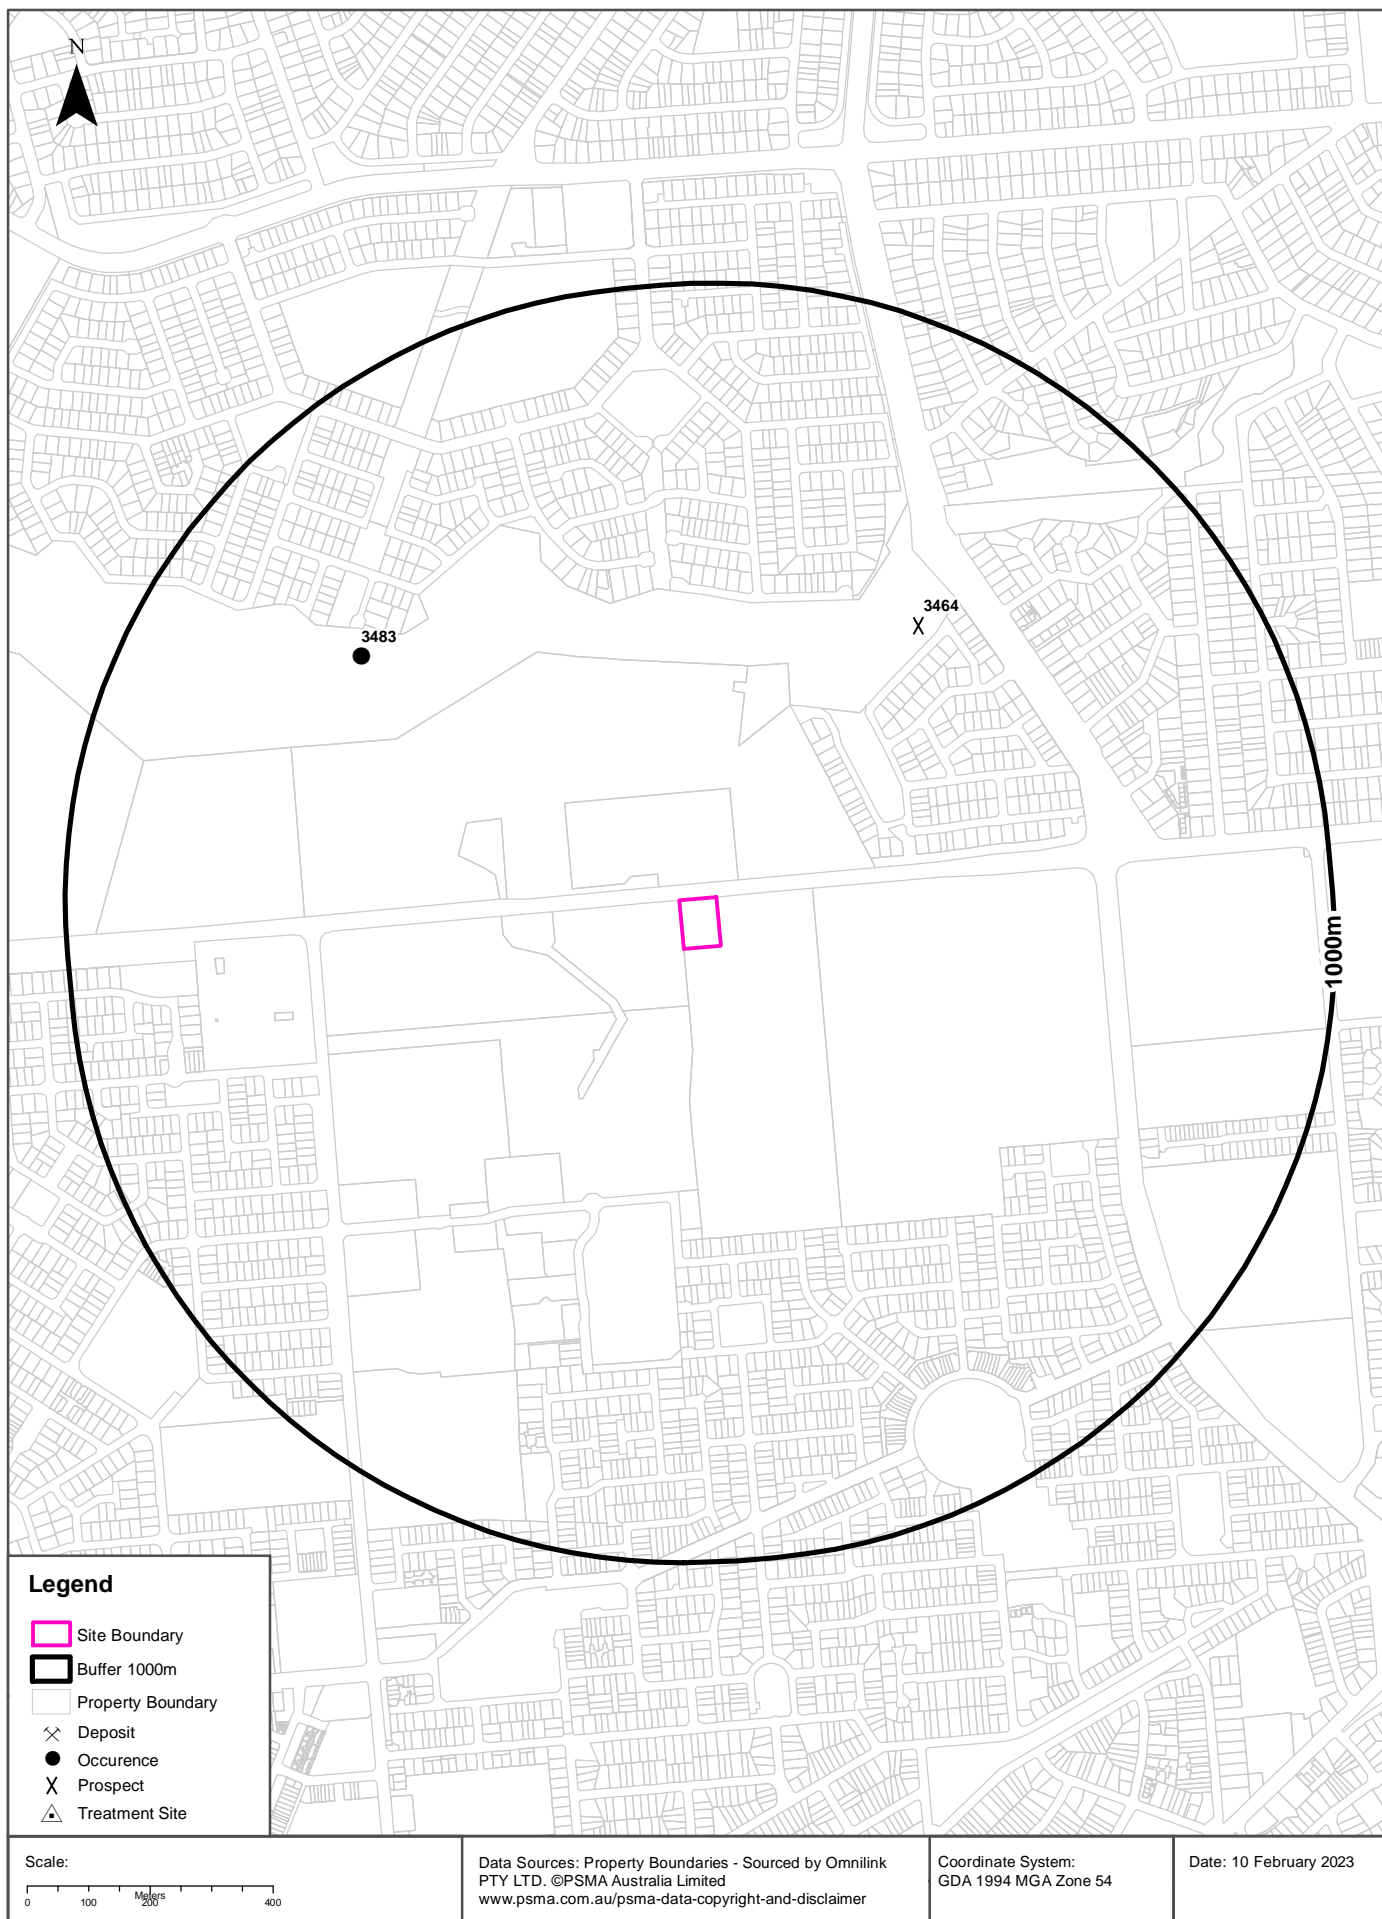 N
3464
3483
1000m
Legend
Site Boundary
Buffer 1000m
Property Boundary
Deposit
Occurence
Prospect
Treatment Site
Scale:
Meters
0 100 200 400
Data Sources: Property Boundaries - Sourced by Omnilink
PTY LTD. ©PSMA Australia Limited
www.psma.com.au/psma-data-copyright-and-disclaimer
Coordinate System:
GDA 1994 MGA Zone 54
Date: 10 February 2023